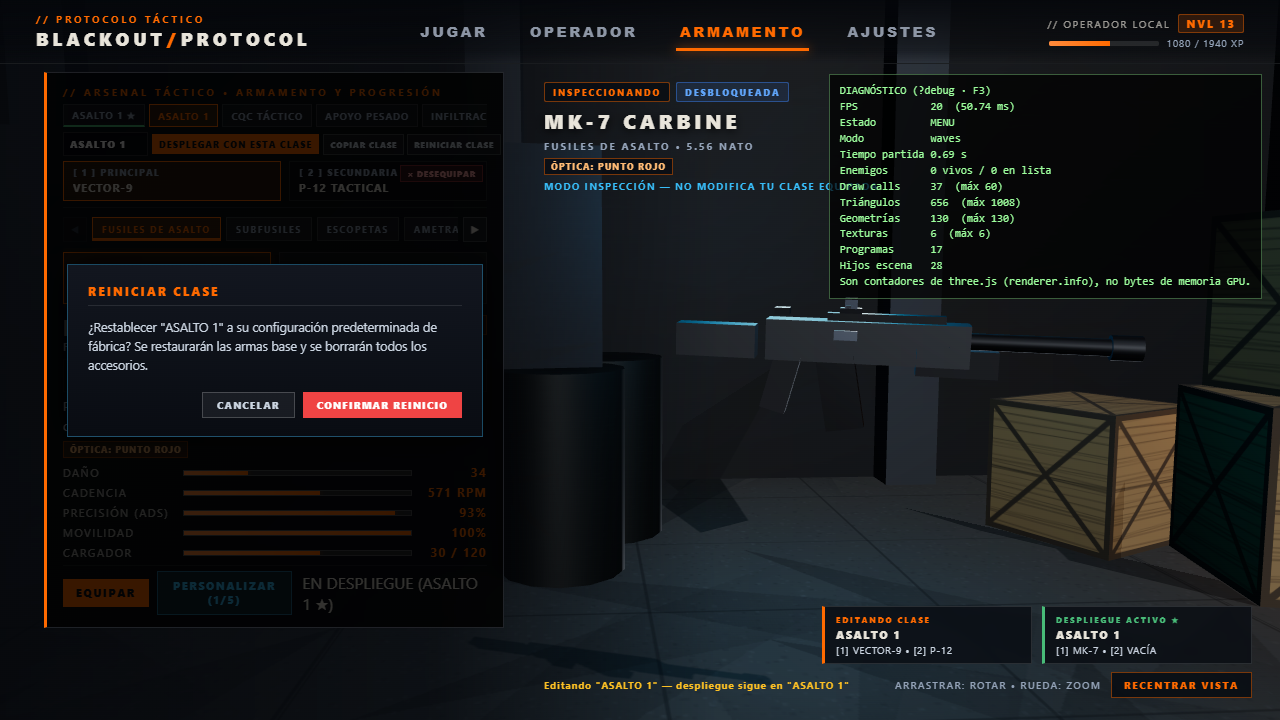 // PROTOCOLO TÁCTICO
BLACKOUT/PROTOCOL
JUGAR
OPERADOR
ARMAMENTO
AJUSTES
// OPERADOR LOCAL
NVL 13
1080 / 1940 XP
// ARSENAL TÁCTICO • ARMAMENTO Y PROGRESIÓN
ASALTO 1 ★
ASALTO 1
CQC TÁCTICO
APOYO PESADO
INFILTRAC
ASALTO 1
DESPLEGAR CON ESTA CLASE
COPIAR CLASE
REINICIAR CLASE
[ 1 ] PRINCIPAL
VECTOR-9
[ 2 ] SECUNDARIA
× DESEQUIPAR
P-12 TACTICAL
◀
FUSILES DE ASALTO
SUBFUSILES
ESCOPETAS
AMETRA
▶
REINICIAR CLASE
¿Restablecer "ASALTO 1" a su configuración predeterminada de
fábrica? Se restaurarán las armas base y se borrarán todos los
accesorios.
CANCELAR
CONFIRMAR REINICIO
ÓPTICA: PUNTO ROJO
DAÑO 34
CADENCIA 571 RPM
PRECISIÓN (ADS) 93%
MOVILIDAD 100%
CARGADOR 30 / 120
EQUIPAR
PERSONALIZAR
(1/5)
EN DESPLIEGUE (ASALTO
1 ★)
INSPECCIONANDO
DESBLOQUEADA
MK-7 CARBINE
FUSILES DE ASALTO • 5.56 NATO
ÓPTICA: PUNTO ROJO
MODO INSPECCIÓN — NO MODIFICA TU CLASE
DIAGNÓSTICO (?debug · F3)
FPS 20 (50.74 ms)
Estado MENU
Modo waves
Tiempo partida 0.69 s
Enemigos 0 vivos / 0 en lista
Draw calls 37 (máx 60)
Triángulos 656 (máx 1008)
Geometrías 130 (máx 130)
Texturas 6 (máx 6)
Programas 17
Hijos escena 28
Son contadores de three.js (renderer.info), no bytes de memoria GPU.
EDITANDO CLASE
ASALTO 1
[1] VECTOR-9 • [2] P-12
DESPLIEGUE ACTIVO ★
ASALTO 1
[1] MK-7 • [2] VACÍA
Editando "ASALTO 1" — despliegue sigue en "ASALTO 1"
ARRASTRAR: ROTAR • RUEDA: ZOOM
RECENTRAR VISTA